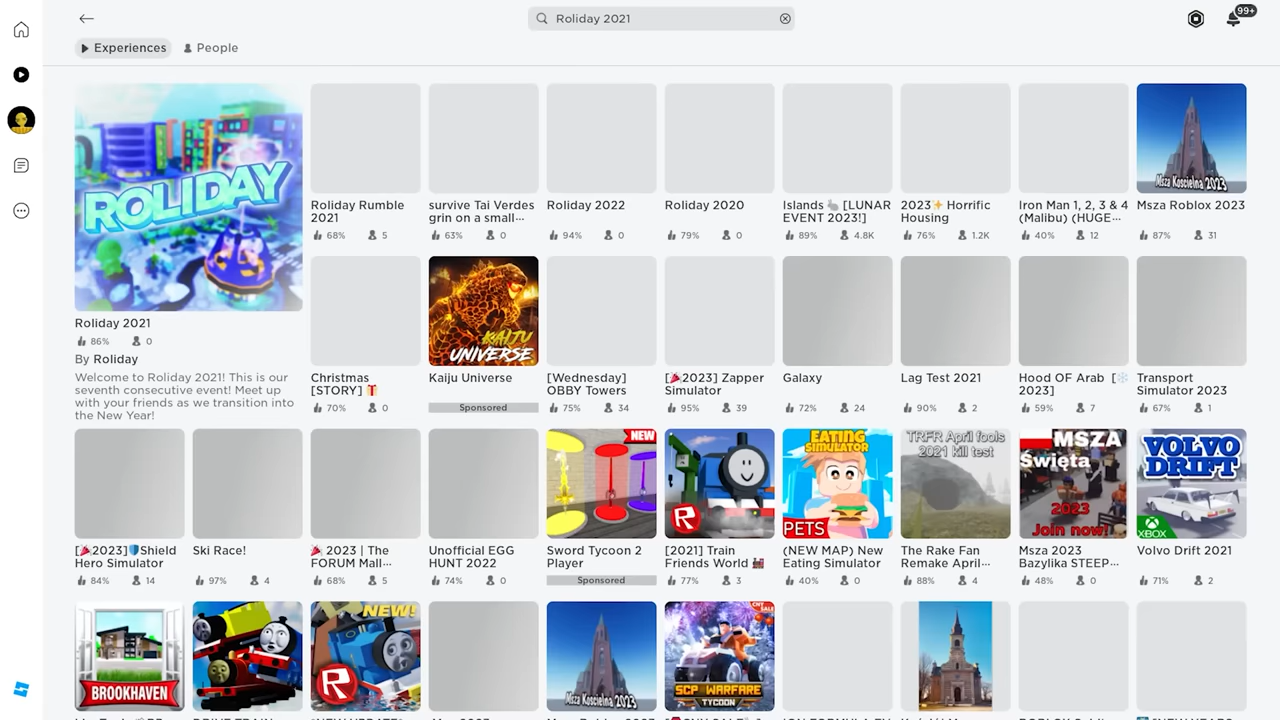 Roliday 2021
99+
Experiences
People
ROLIDAY
Roliday 2021
86% 0
By Roliday
Welcome to Roliday 2021! This is our
seventh consecutive event! Meet up
with your friends as we transition into
the New Year!
Roliday Rumble
2021
68% 5
survive Tai Verdes
grin on a small...
63% 0
Roliday 2022
94% 0
Roliday 2020
79% 0
Islands [LUNAR
EVENT 2023!]
89% 4.8K
2023 Horrific
Housing
76% 1.2K
Iron Man 1, 2, 3 & 4
(Malibu) (HUGE...
40% 12
Msza Kościelna 2023
Msza Roblox 2023
87% 31
Christmas
[STORY]
70% 0
KAIJU
UNIVERSE
Kaiju Universe
Sponsored
[Wednesday]
OBBY Towers
75% 34
[2023] Zapper
Simulator
95% 39
Galaxy
72% 24
Lag Test 2021
90% 2
Hood OF Arab [
2023]
59% 7
Transport
Simulator 2023
67% 1
[2023]Shield
Hero Simulator
84% 14
Ski Race!
97% 4
2023 | The
FORUM Mall...
68% 5
Unofficial EGG
HUNT 2022
74% 0
NEW
Sword Tycoon 2
Player
Sponsored
[2021] Train
Friends World
77% 3
EATING
SIMULATOR
PETS
(NEW MAP) New
Eating Simulator
40% 0
TRFR April fools
2021 kill test
The Rake Fan
Remake April...
88% 4
MSZA
Święta
2023
Join now!
Msza 2023
Bazylika STEEP...
48% 0
VOLVO
DRIFT
XBOX
Volvo Drift 2021
71% 2
BROOKHAVEN
NEW!
Msza Kościelna 2023
CNY
SALE
SCP WARFARE
TYCOON